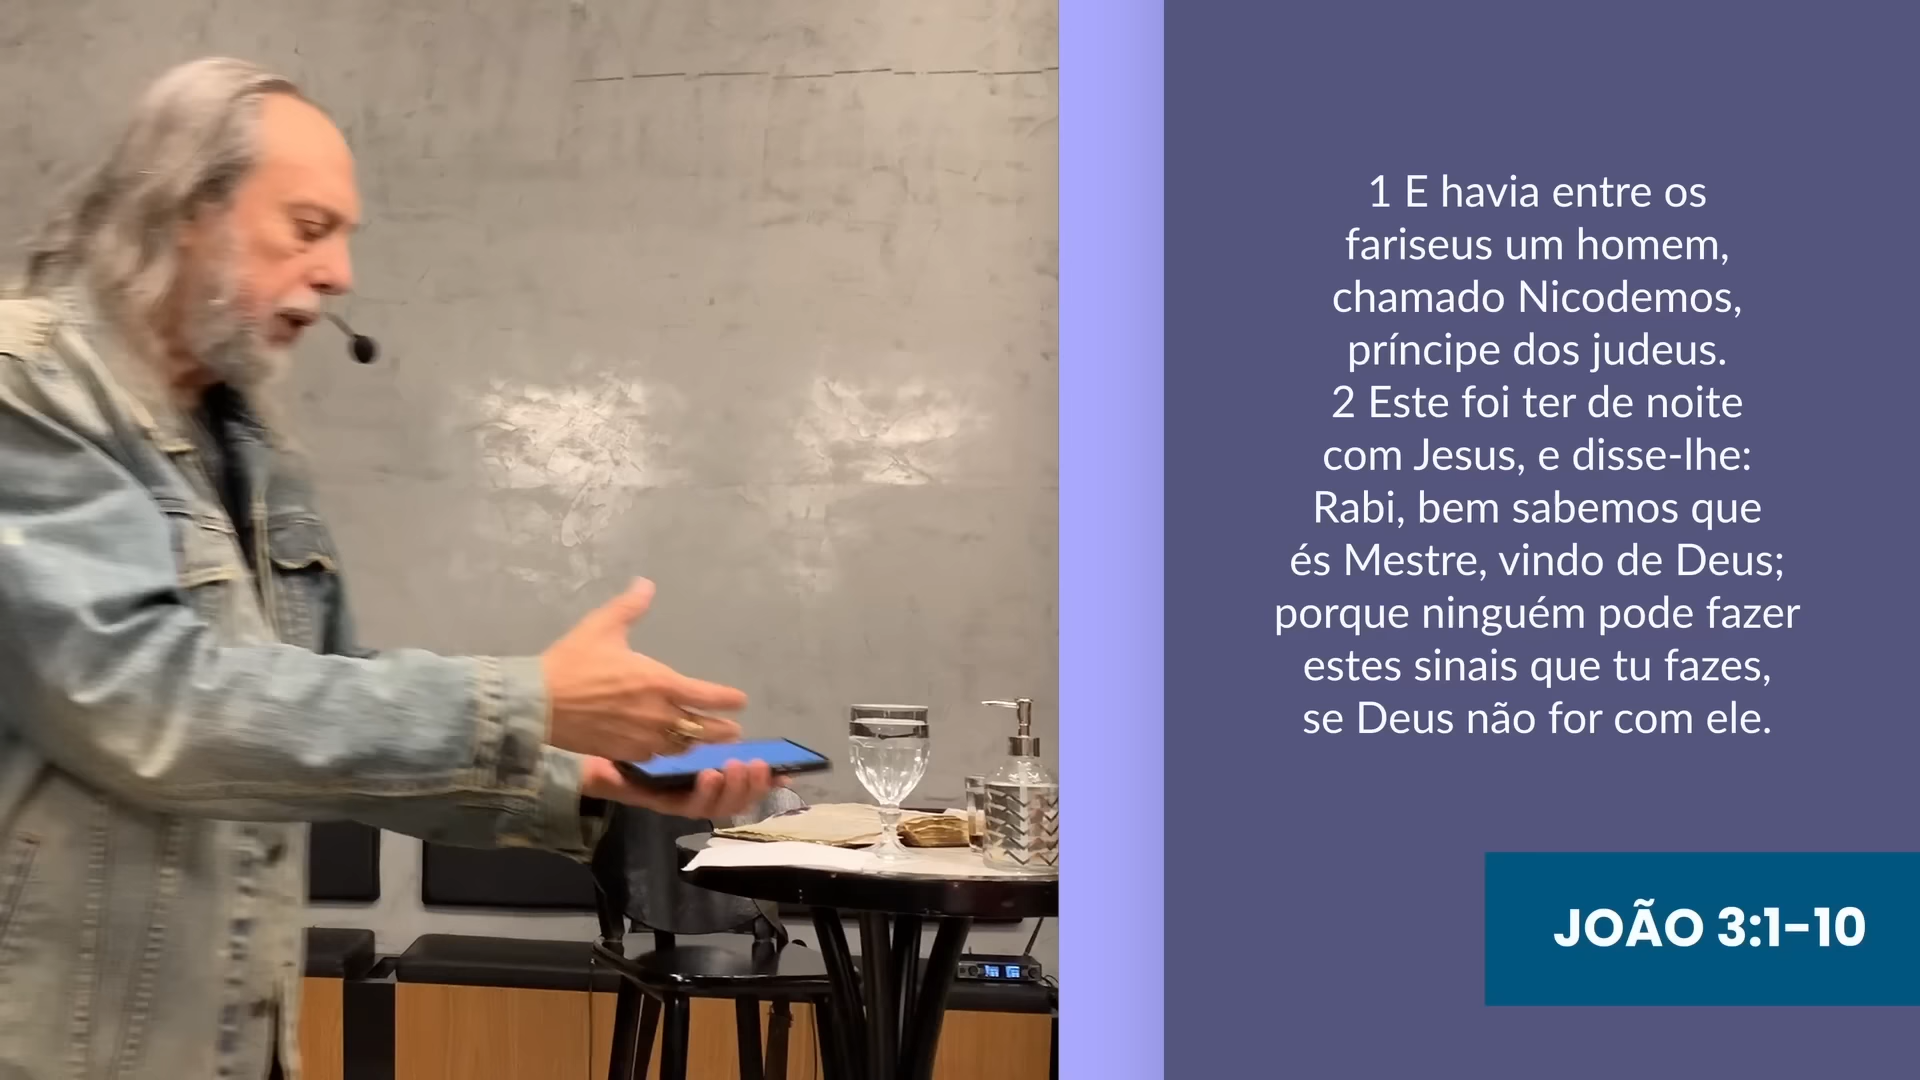 1 E havia entre os
fariseus um homem,
chamado Nicodemos,
príncipe dos judeus.
2 Este foi ter de noite
com Jesus, e disse-lhe:
Rabi, bem sabemos que
és Mestre, vindo de Deus;
porque ninguém pode fazer
estes sinais que tu fazes,
se Deus não for com ele.
JOÃO 3:1-10